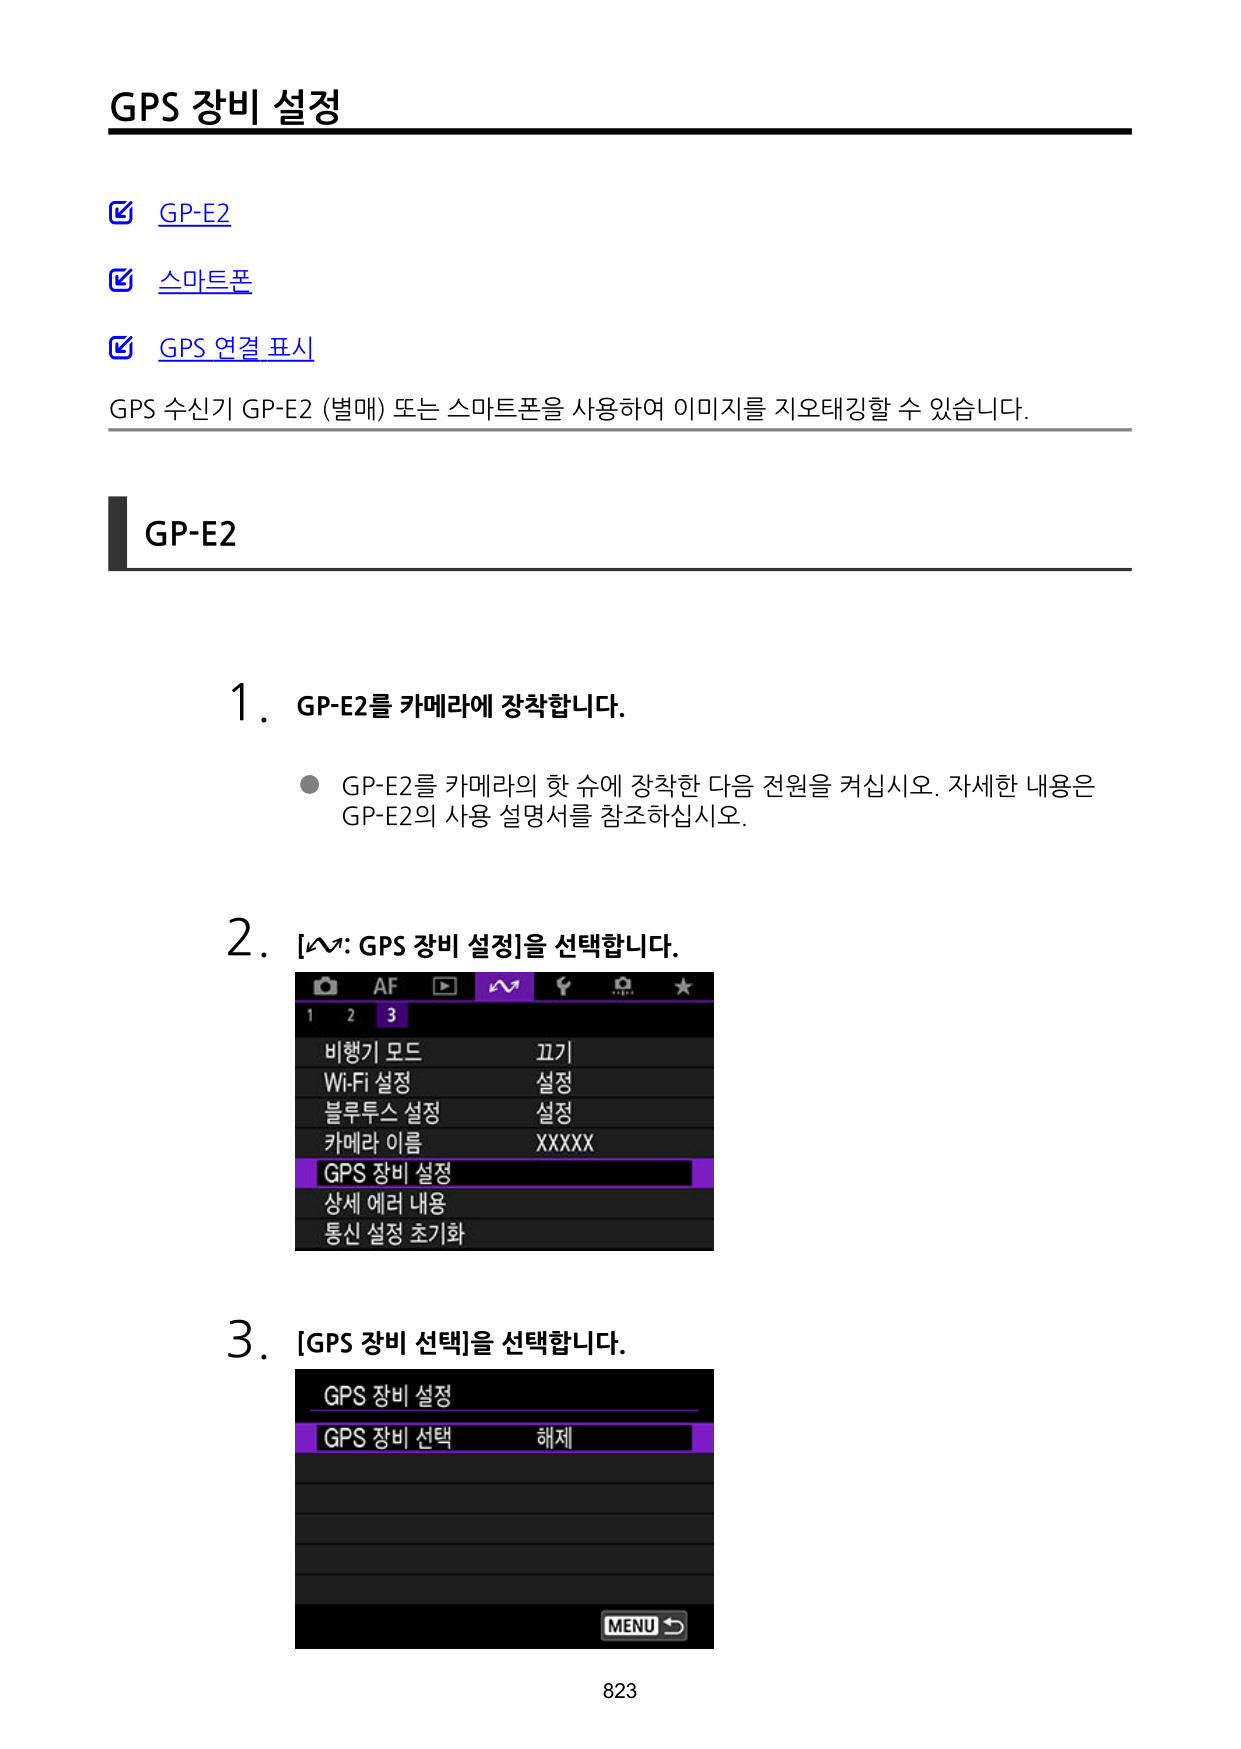 GPS 장비 설정
GP-E2
스마트폰
GPS 연결 표시
GPS 수신기 GP-E2 (별매) 또는 스마트폰을 사용하여 이미지를 지오태깅할 수 있습니다.
GP-E2
1. GP-E2를 카메라에 장착합니다.
● GP-E2를 카메라의 핫 슈에 장착한 다음 전원을 켜십시오. 자세한 내용은
GP-E2의 사용 설명서를 참조하십시오.
2. [: GPS 장비 설정]을 선택합니다.
AF
1 2 3
비행기 모드 끄기
Wi-Fi 설정 설정
블루투스 설정 설정
카메라 이름 XXXXX
GPS 장비 설정
상세 에러 내용
통신 설정 초기화
3. [GPS 장비 선택]을 선택합니다.
GPS 장비 설정
GPS 장비 선택 해제
MENU
823